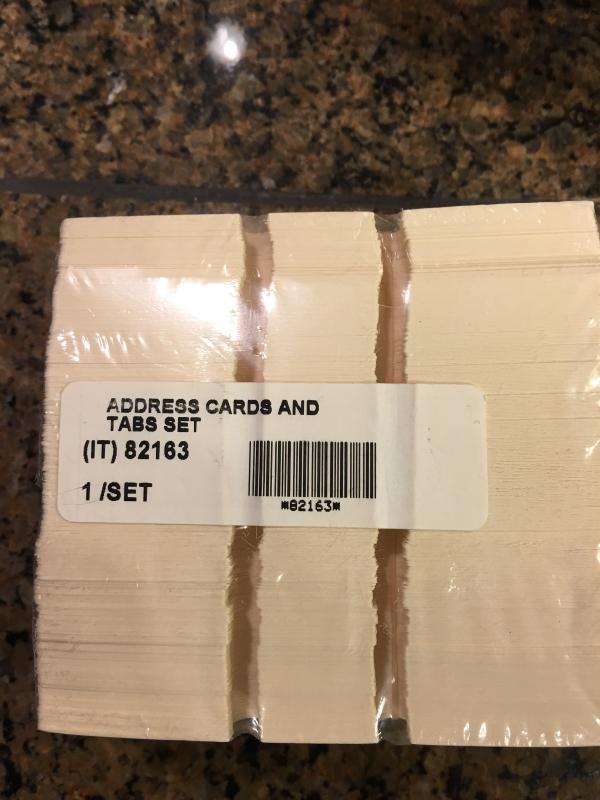 ADDRESS CARDS AND
TABS SET
(IT) 82163
1 /SET
*82163*